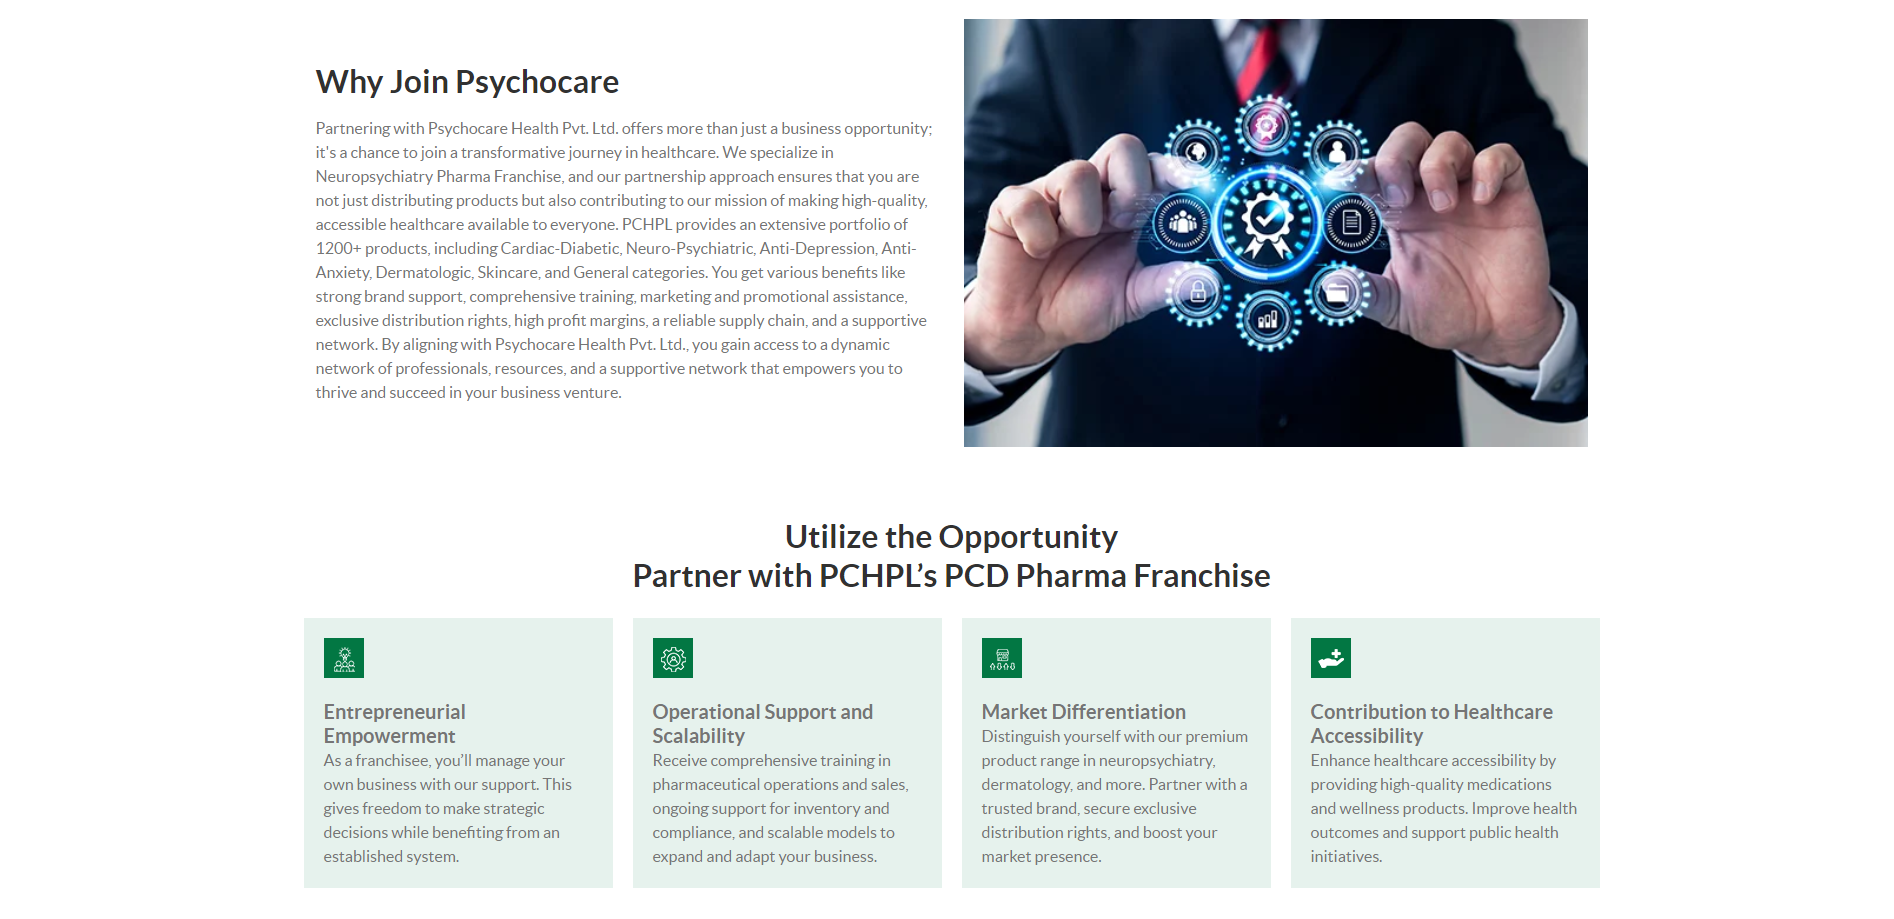 Why Join Psychocare
Partnering with Psychocare Health Pvt. Ltd. offers more than just a business opportunity;
it's a chance to join a transformative journey in healthcare. We specialize in
Neuropsychiatry Pharma Franchise, and our partnership approach ensures that you are
not just distributing products but also contributing to our mission of making high-quality,
accessible healthcare available to everyone. PCHPL provides an extensive portfolio of
1200+ products, including Cardiac-Diabetic, Neuro-Psychiatric, Anti-Depression, Anti-
Anxiety, Dermatologic, Skincare, and General categories. You get various benefits like
strong brand support, comprehensive training, marketing and promotional assistance,
exclusive distribution rights, high profit margins, a reliable supply chain, and a supportive
network. By aligning with Psychocare Health Pvt. Ltd., you gain access to a dynamic
network of professionals, resources, and a supportive network that empowers you to
thrive and succeed in your business venture.
Utilize the Opportunity
Partner with PCHPL’s PCD Pharma Franchise
Entrepreneurial
Empowerment
As a franchisee, you’ll manage your
own business with our support. This
gives freedom to make strategic
decisions while benefiting from an
established system.
Operational Support and
Scalability
Receive comprehensive training in
pharmaceutical operations and sales,
ongoing support for inventory and
compliance, and scalable models to
expand and adapt your business.
Market Differentiation
Distinguish yourself with our premium
product range in neuropsychiatry,
dermatology, and more. Partner with a
trusted brand, secure exclusive
distribution rights, and boost your
market presence.
Contribution to Healthcare
Accessibility
Enhance healthcare accessibility by
providing high-quality medications
and wellness products. Improve health
outcomes and support public health
initiatives.